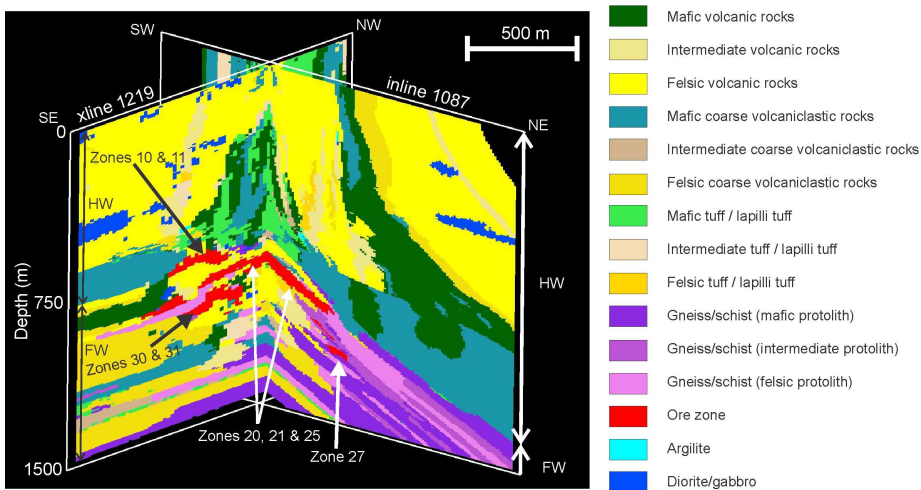 SW
NW
500 m
xline 1219
inline 1087
SE
NE
0
Zones 10 & 11
HW
HW
750
Depth (m)
FW
Zones 30 & 31
Zones 20, 21 & 25
Zone 27
1500
FW
Mafic volcanic rocks
Intermediate volcanic rocks
Felsic volcanic rocks
Mafic coarse volcaniclastic rocks
Intermediate coarse volcaniclastic rocks
Felsic coarse volcaniclastic rocks
Mafic tuff / lapilli tuff
Intermediate tuff / lapilli tuff
Felsic tuff / lapilli tuff
Gneiss/schist (mafic protolith)
Gneiss/schist (intermediate protolith)
Gneiss/schist (felsic protolith)
Ore zone
Argilite
Diorite/gabbro